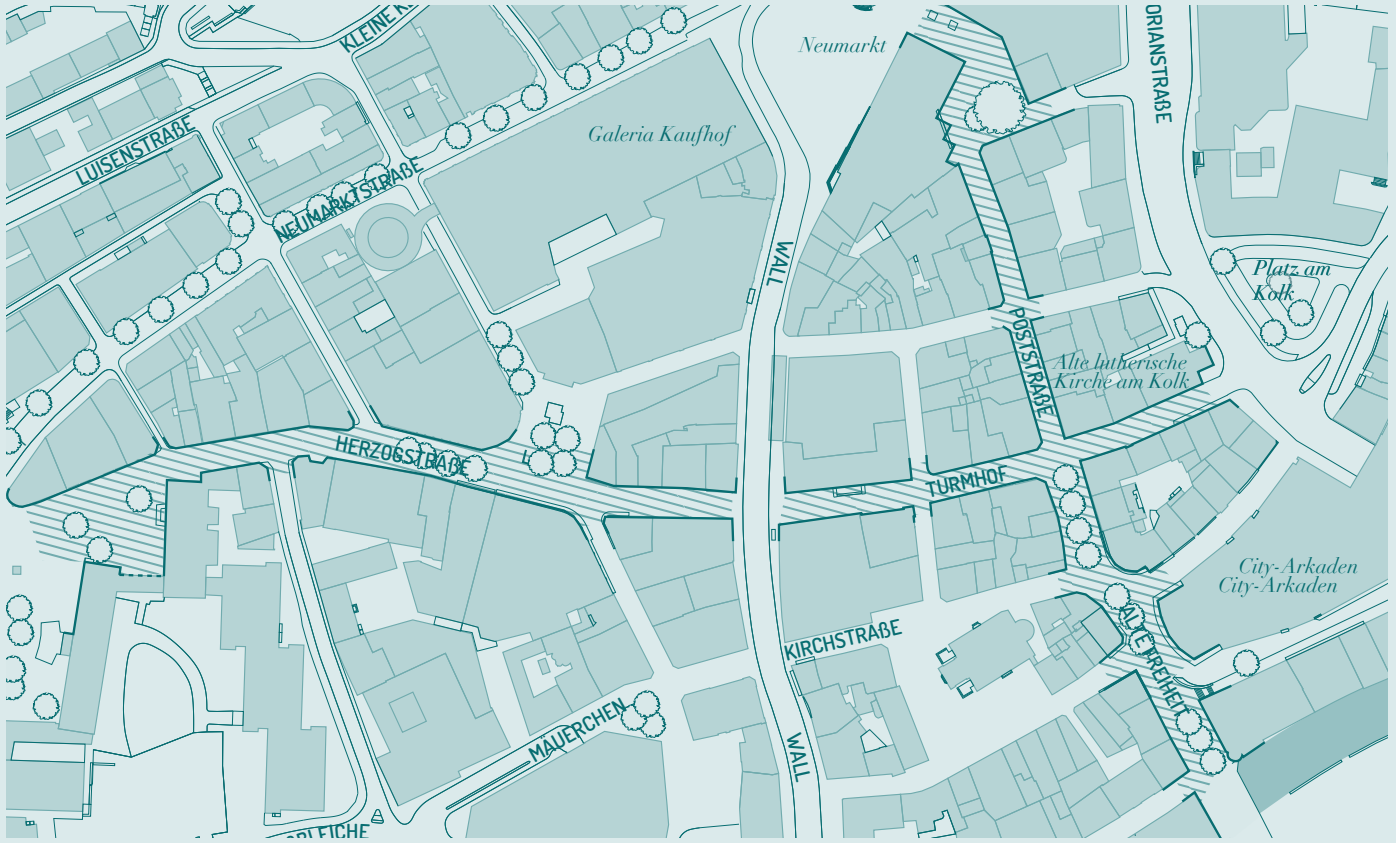 KLEINE K
Neumarkt
ORIANSTRAßE
Galeria Kaufhof
LUISENSTRAßE
NEUMARKTSTRAßE
WALL
Platz am
Kolk
POSTSTRAßE
Alte lutherische
Kirche am Kolk
HERZOGSTRAßE
TURMHOF
City-Arkaden
City-Arkaden
KIRCHSTRAßE
ALTE FREIHEIT
MÄUERCHEN
WALL
BLEICHE